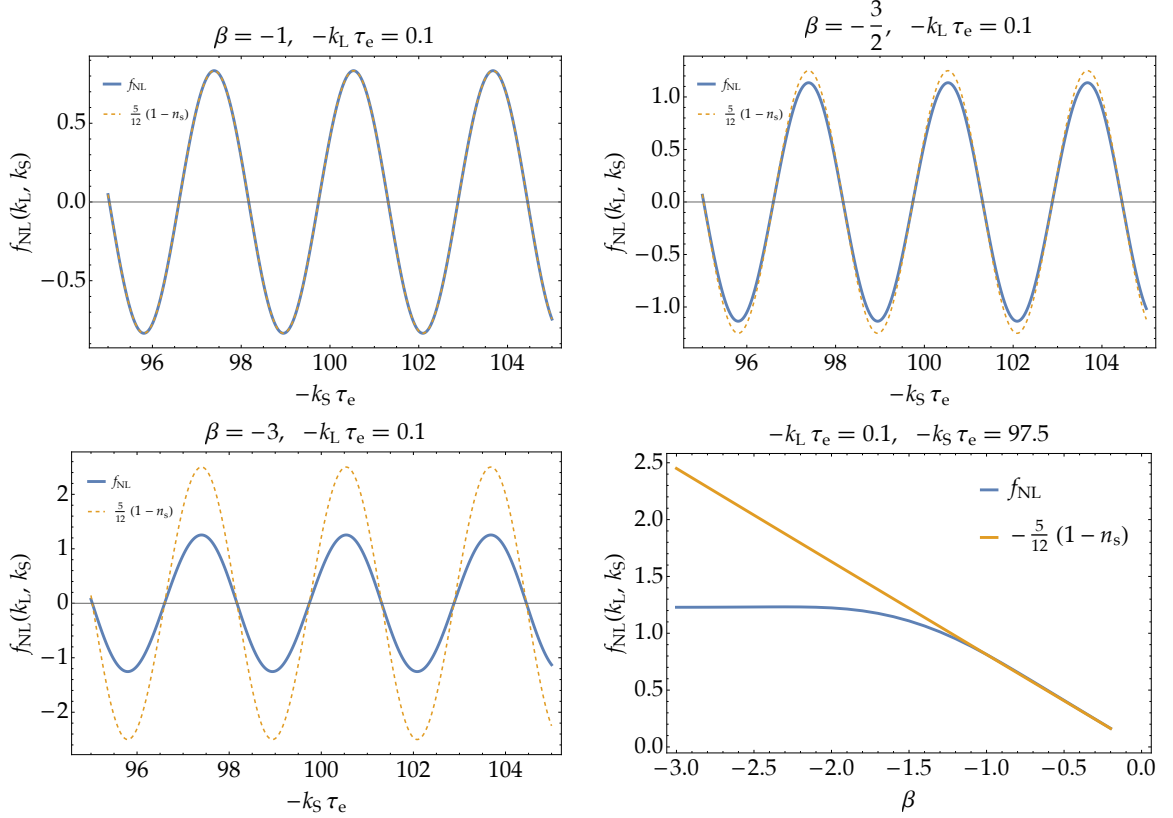 β = −1, −k_L τ_e = 0.1
f_NL
5/12 (1 − n_s)
f_NL(k_L, k_S)
0.5
0.0
−0.5
96 98 100 102 104
−k_S τ_e
β = −3/2, −k_L τ_e = 0.1
f_NL
5/12 (1 − n_s)
f_NL(k_L, k_S)
1.0
0.5
0.0
−0.5
−1.0
96 98 100 102 104
−k_S τ_e
β = −3, −k_L τ_e = 0.1
f_NL
5/12 (1 − n_s)
f_NL(k_L, k_S)
2
1
0
−1
−2
96 98 100 102 104
−k_S τ_e
−k_L τ_e = 0.1, −k_S τ_e = 97.5
f_NL
− 5/12 (1 − n_s)
f_NL(k_L, k_S)
2.5
2.0
1.5
1.0
0.5
0.0
−3.0 −2.5 −2.0 −1.5 −1.0 −0.5 0.0
β